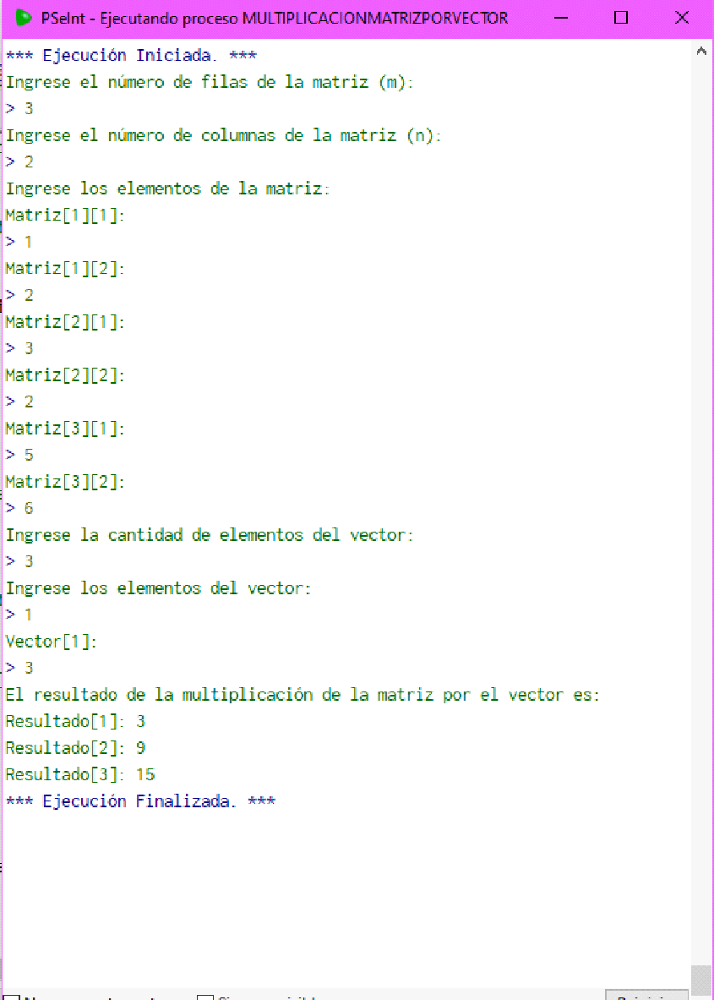 PSeInt - Ejecutando proceso MULTIPLICACIONMATRIZPORVECTOR
*** Ejecución Iniciada. ***
Ingrese el número de filas de la matriz (m):
> 3
Ingrese el número de columnas de la matriz (n):
> 2
Ingrese los elementos de la matriz:
Matriz[1][1]:
> 1
Matriz[1][2]:
> 2
Matriz[2][1]:
> 3
Matriz[2][2]:
> 2
Matriz[3][1]:
> 5
Matriz[3][2]:
> 6
Ingrese la cantidad de elementos del vector:
> 3
Ingrese los elementos del vector:
> 1
Vector[1]:
> 3
El resultado de la multiplicación de la matriz por el vector es:
Resultado[1]: 3
Resultado[2]: 9
Resultado[3]: 15
*** Ejecución Finalizada. ***